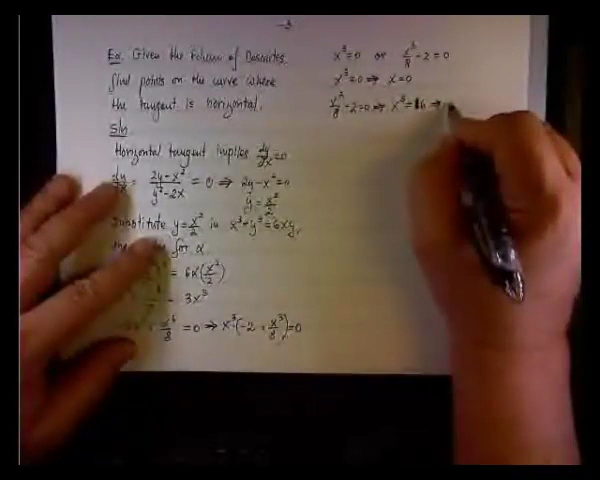 Ex. Given the Folium of Descartes,
find points on the curve where
the tangent is horizontal.
Sln
Horizontal tangent implies dy/dx = 0
dy/dx = (2y - x²)/(y² - 2x) = 0 ⇒ 2y - x² = 0
y = x²/2
Substitute y = x²/2 in x³ + y³ = 6xy,
for x
= 6x(x²/2)
3x³
x⁶/8 = 0 ⇒ x³(-2 + x³/8) = 0
x³ = 0 or x³/8 - 2 = 0
x³ = 0 ⇒ x = 0
x³/8 - 2 = 0 ⇒ x³ = 16 ⇒